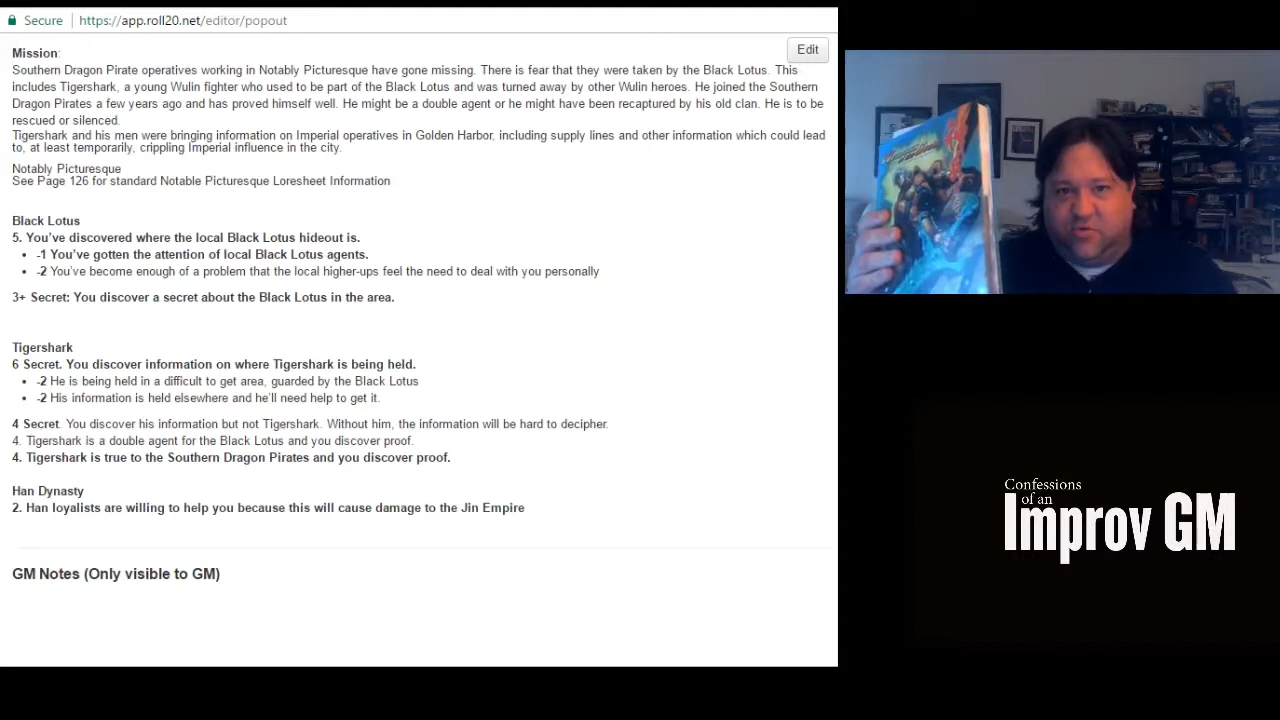 Secure https://app.roll20.net/editor/popout
Mission:
Edit
Southern Dragon Pirate operatives working in Notably Picturesque have gone missing. There is fear that they were taken by the Black Lotus. This
includes Tigershark, a young Wulin fighter who used to be part of the Black Lotus and was turned away by other Wulin heroes. He joined the Southern
Dragon Pirates a few years ago and has proved himself well. He might be a double agent or he might have been recaptured by his old clan. He is to be
rescued or silenced.
Tigershark and his men were bringing information on Imperial operatives in Golden Harbor, including supply lines and other information which could lead
to, at least temporarily, crippling Imperial influence in the city.
Notably Picturesque
See Page 126 for standard Notable Picturesque Loresheet Information
Black Lotus
5. You've discovered where the local Black Lotus hideout is.
• -1 You've gotten the attention of local Black Lotus agents.
• -2 You've become enough of a problem that the local higher-ups feel the need to deal with you personally
3+ Secret: You discover a secret about the Black Lotus in the area.
Tigershark
6 Secret. You discover information on where Tigershark is being held.
• -2 He is being held in a difficult to get area, guarded by the Black Lotus
• -2 His information is held elsewhere and he'll need help to get it.
4 Secret. You discover his information but not Tigershark. Without him, the information will be hard to decipher.
4. Tigershark is a double agent for the Black Lotus and you discover proof.
4. Tigershark is true to the Southern Dragon Pirates and you discover proof.
Han Dynasty
2. Han loyalists are willing to help you because this will cause damage to the Jin Empire
GM Notes (Only visible to GM)
Confessions
of an
Improv GM